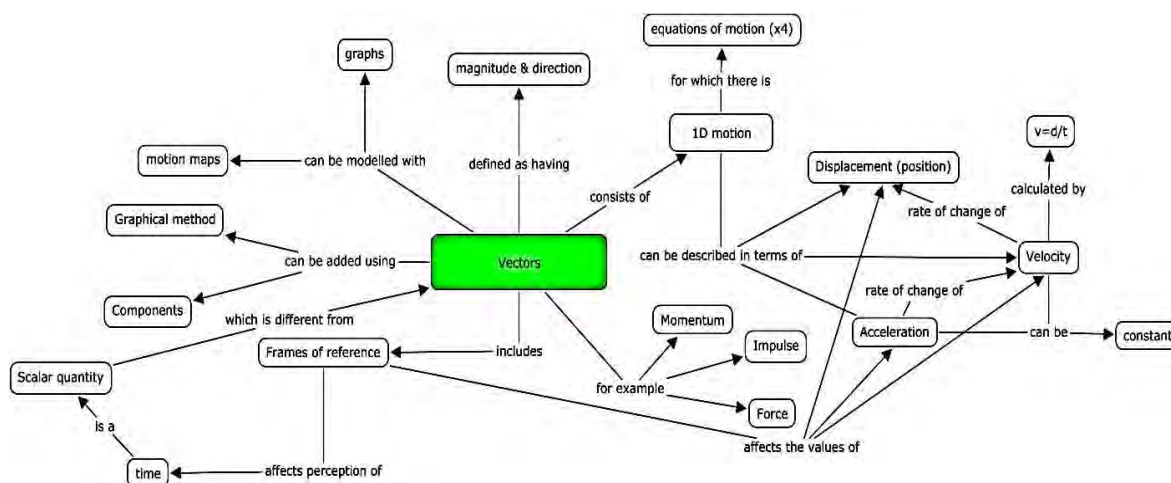 equations of motion (x4)
graphs
magnitude & direction
for which there is
1D motion
v=d/t
motion maps
can be modelled with
defined as having
Displacement (position)
consists of
calculated by
Graphical method
rate of change of
can be added using
Vectors
can be described in terms of
Velocity
rate of change of
Components
which is different from
Momentum
Acceleration
can be
constant
Frames of reference
includes
Impulse
Scalar quantity
for example
Force
is a
affects the values of
time
affects perception of